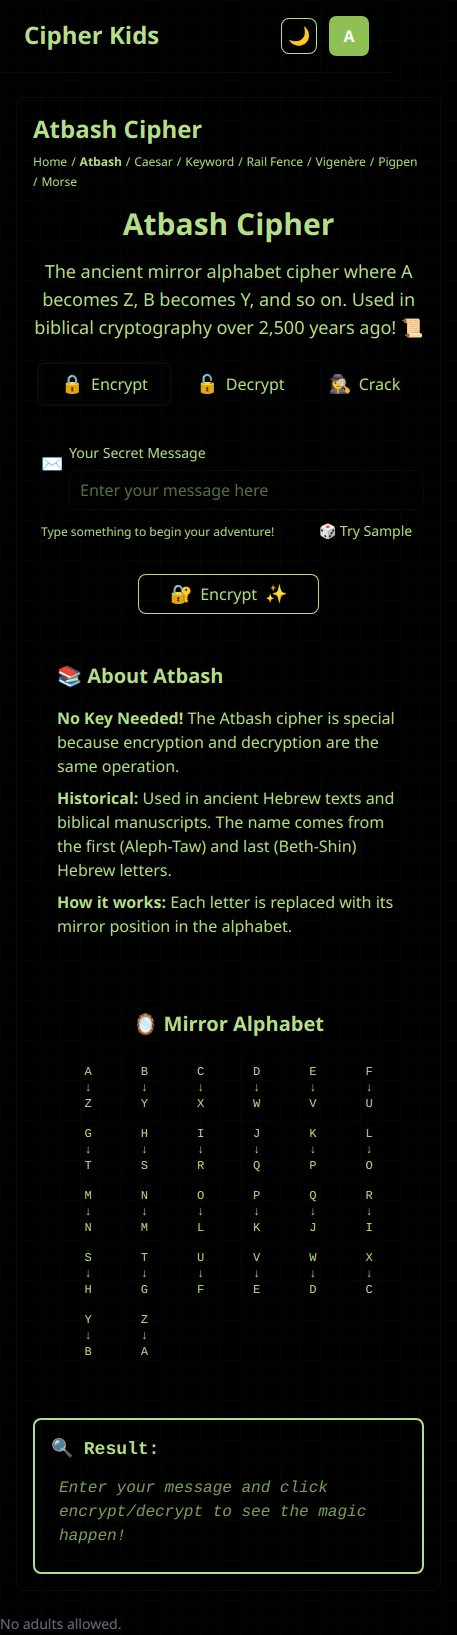 Cipher Kids
A
Atbash Cipher
Home / Atbash / Caesar / Keyword / Rail Fence / Vigenère / Pigpen
/ Morse
Atbash Cipher
The ancient mirror alphabet cipher where A
becomes Z, B becomes Y, and so on. Used in
biblical cryptography over 2,500 years ago! 📜
🔒 Encrypt 🔓 Decrypt 🕵️ Crack
Your Secret Message
✉️ Enter your message here
Type something to begin your adventure! 🎲 Try Sample
🔐 Encrypt ✨
📚 About Atbash
No Key Needed! The Atbash cipher is special
because encryption and decryption are the
same operation.
Historical: Used in ancient Hebrew texts and
biblical manuscripts. The name comes from
the first (Aleph-Taw) and last (Beth-Shin)
Hebrew letters.
How it works: Each letter is replaced with its
mirror position in the alphabet.
🪞 Mirror Alphabet
A B C D E F
↓ ↓ ↓ ↓ ↓ ↓
Z Y X W V U
G H I J K L
↓ ↓ ↓ ↓ ↓ ↓
T S R Q P O
M N O P Q R
↓ ↓ ↓ ↓ ↓ ↓
N M L K J I
S T U V W X
↓ ↓ ↓ ↓ ↓ ↓
H G F E D C
Y Z
↓ ↓
B A
🔍 Result:
Enter your message and click
encrypt/decrypt to see the magic
happen!
No adults allowed.